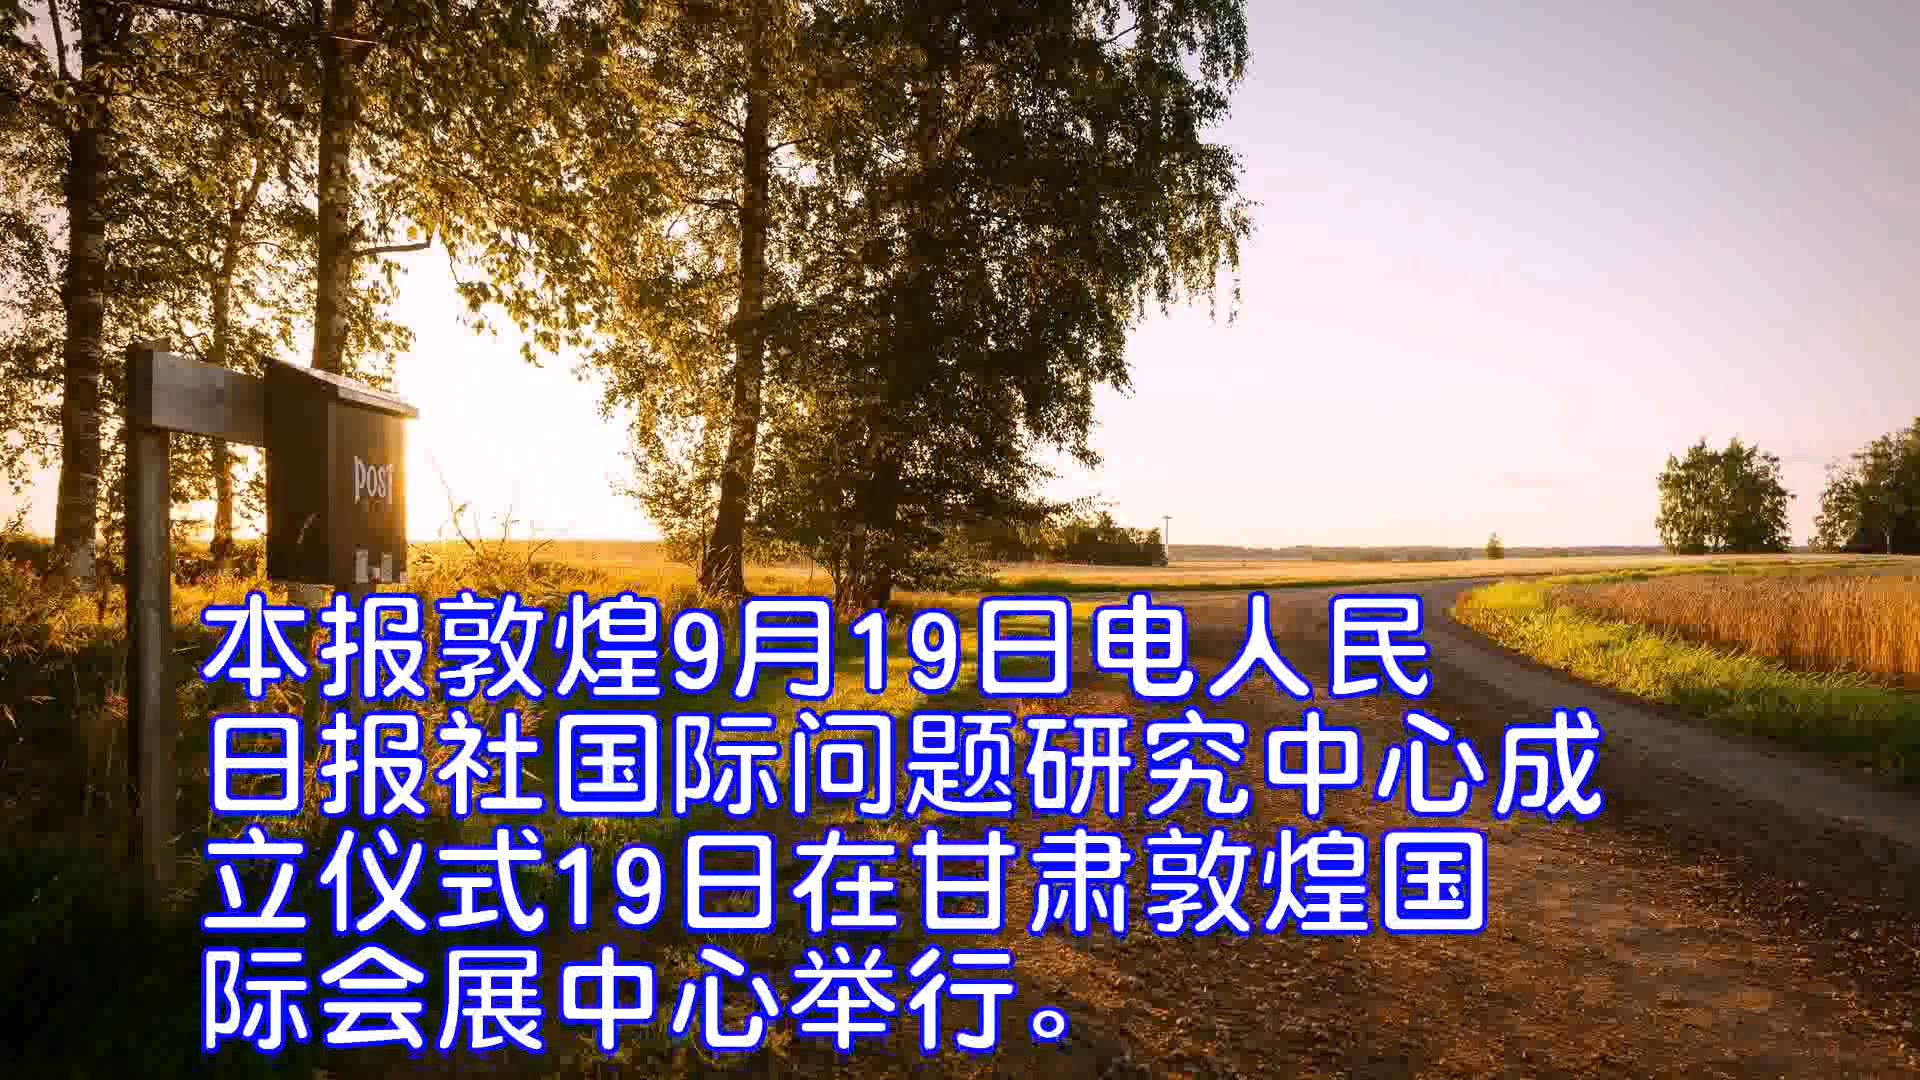 post
本报敦煌9月19日电人民
日报社国际问题研究中心成
立仪式19日在甘肃敦煌国
际会展中心举行。